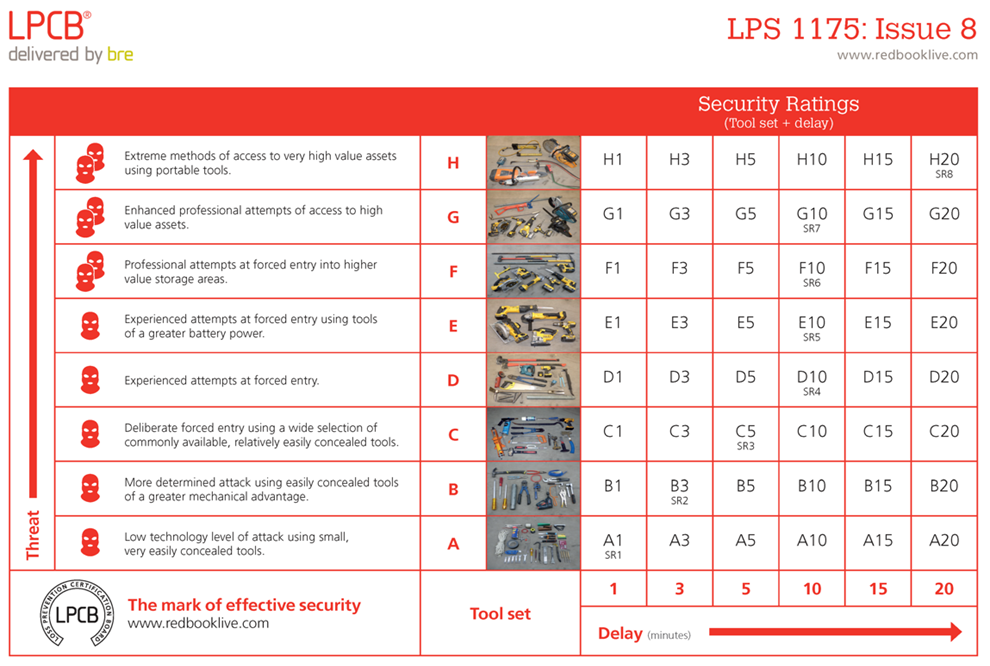 LPCB®
delivered by bre
LPS 1175: Issue 8
www.redbooklive.com
Security Ratings
(Tool set + delay)
Extreme methods of access to very high value assets
using portable tools.
H
H1 H3 H5 H10 H15 H20
SR8
Enhanced professional attempts of access to high
value assets.
G
G1 G3 G5 G10 G15 G20
SR7
Professional attempts at forced entry into higher
value storage areas.
F
F1 F3 F5 F10 F15 F20
SR6
Experienced attempts at forced entry using tools
of a greater battery power.
E
E1 E3 E5 E10 E15 E20
SR5
Experienced attempts at forced entry.
D
D1 D3 D5 D10 D15 D20
SR4
Deliberate forced entry using a wide selection of
commonly available, relatively easily concealed tools.
C
C1 C3 C5 C10 C15 C20
SR3
More determined attack using easily concealed tools
of a greater mechanical advantage.
B
B1 B3 B5 B10 B15 B20
SR2
Low technology level of attack using small,
very easily concealed tools.
A
A1 A3 A5 A10 A15 A20
SR1
Threat
LOSS PREVENTION CERTIFICATION BOARD
LPCB
The mark of effective security
www.redbooklive.com
Tool set
1 3 5 10 15 20
Delay (minutes)